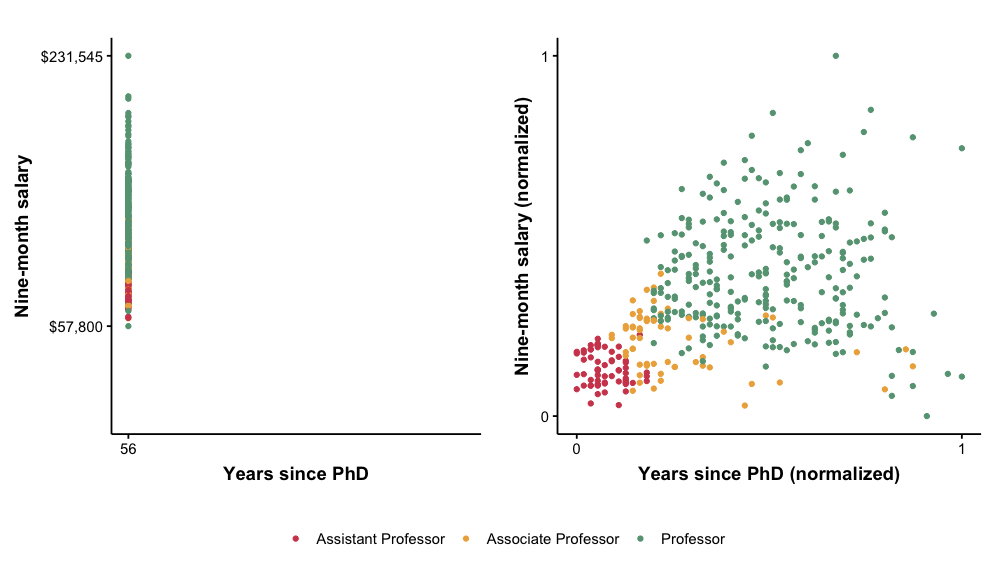 $231,545
$57,800
Nine-month salary
56
Years since PhD
1
0
Nine-month salary (normalized)
0
1
Years since PhD (normalized)
Assistant Professor
Associate Professor
Professor